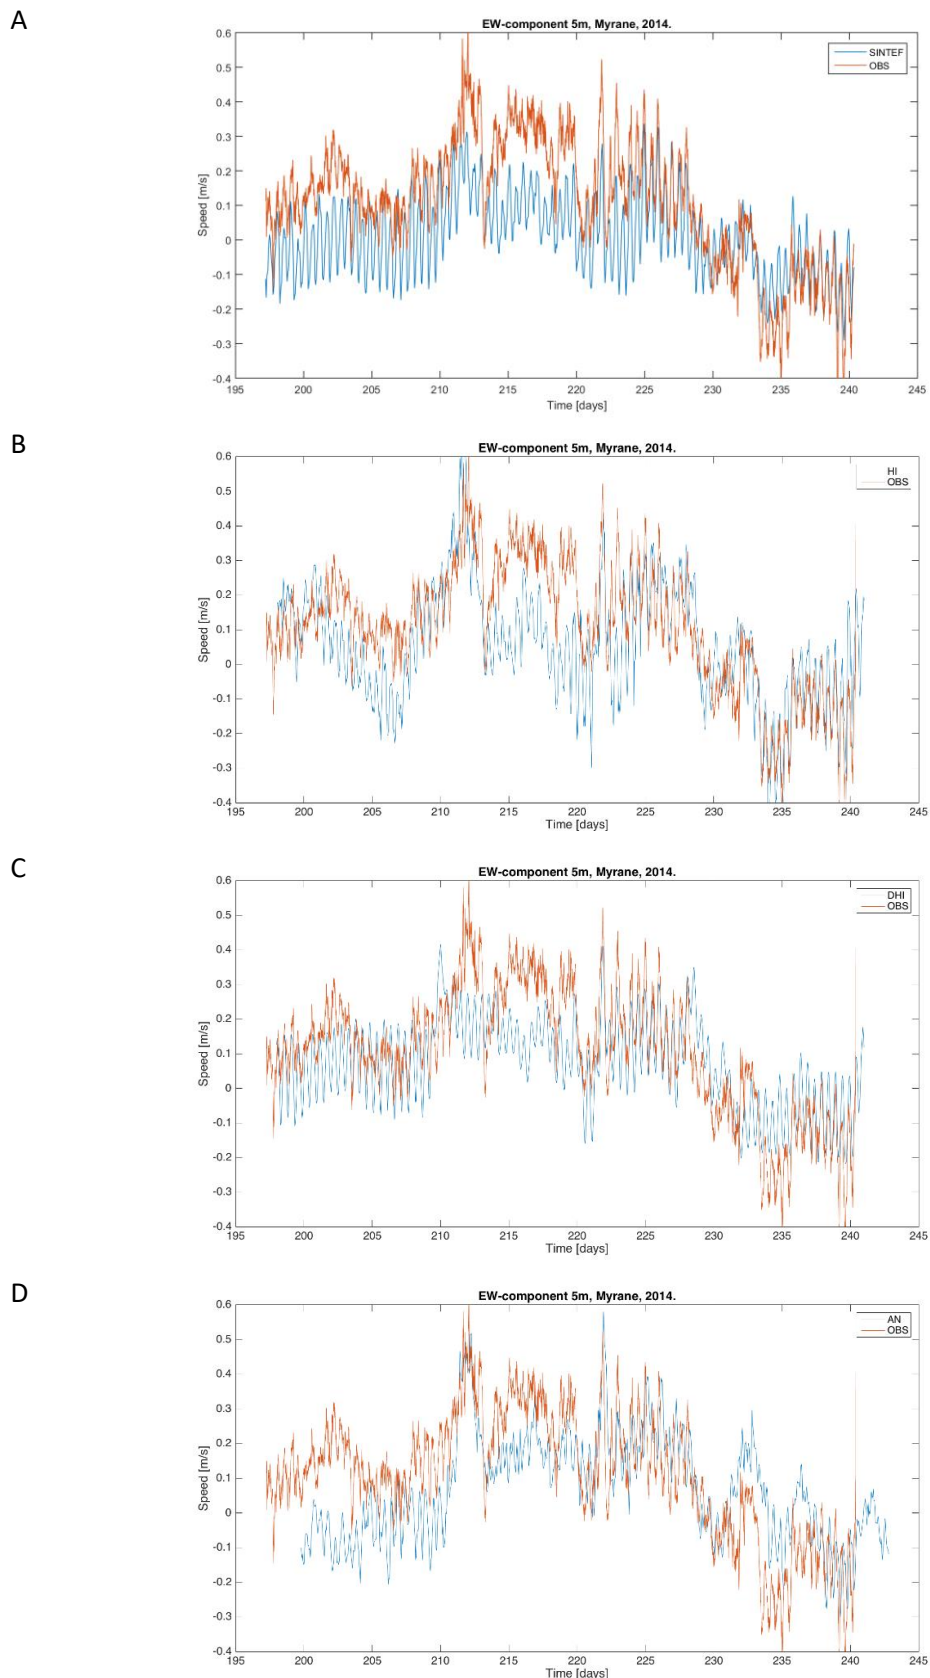 A
EW-component 5m, Myrane, 2014.
SINTEF
OBS
0.6
0.5
0.4
0.3
0.2
0.1
0
-0.1
-0.2
-0.3
-0.4
Speed [m/s]
195 200 205 210 215 220 225 230 235 240 245
Time [days]
B
EW-component 5m, Myrane, 2014.
HI
OBS
0.6
0.5
0.4
0.3
0.2
0.1
0
-0.1
-0.2
-0.3
-0.4
Speed [m/s]
195 200 205 210 215 220 225 230 235 240 245
Time [days]
C
EW-component 5m, Myrane, 2014.
DHI
OBS
0.6
0.5
0.4
0.3
0.2
0.1
0
-0.1
-0.2
-0.3
-0.4
Speed [m/s]
195 200 205 210 215 220 225 230 235 240 245
Time [days]
D
EW-component 5m, Myrane, 2014.
AN
OBS
0.6
0.5
0.4
0.3
0.2
0.1
0
-0.1
-0.2
-0.3
-0.4
Speed [m/s]
195 200 205 210 215 220 225 230 235 240 245
Time [days]